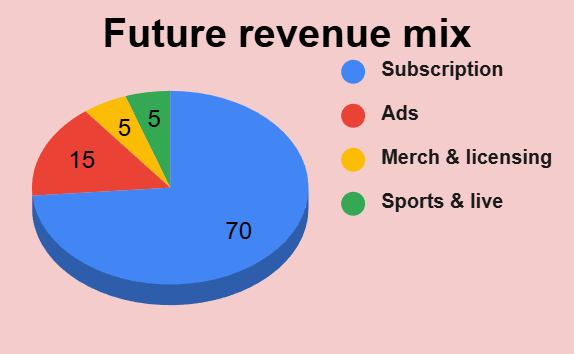 Future revenue mix
Subscription
Ads
Merch & licensing
Sports & live
5
5
15
70